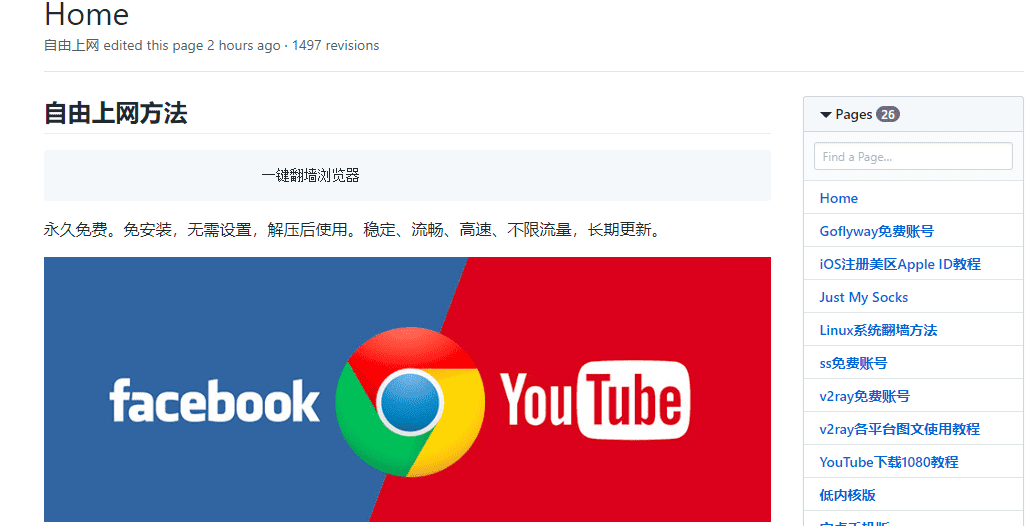 Home
自由上网 edited this page 2 hours ago · 1497 revisions
自由上网方法
一键翻墙浏览器
永久免费。免安装，无需设置，解压后使用。稳定、流畅、高速、不限流量，长期更新。
facebook
YouTube
Pages 26
Find a Page...
Home
Goflyway免费账号
iOS注册美区Apple ID教程
Just My Socks
Linux系统翻墙方法
ss免费账号
v2ray免费账号
v2ray各平台图文使用教程
YouTube下载1080教程
低内核版